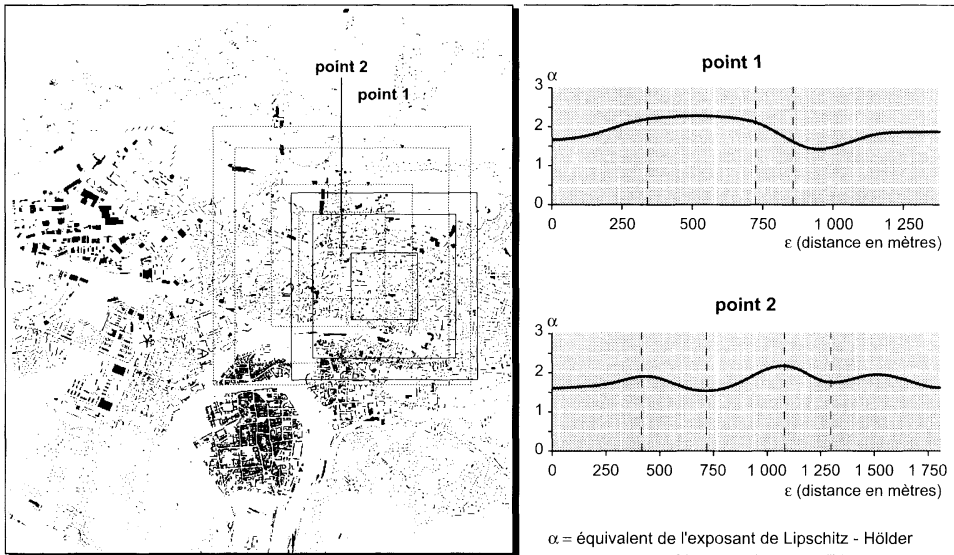 point 2
point 1
point 1
α
3
2
1
0
0 250 500 750 1 000 1 250
ε (distance en mètres)
point 2
α
3
2
1
0
0 250 500 750 1 000 1 250 1 500 1 750
ε (distance en mètres)
α = équivalent de l'exposant de Lipschitz - Hölder